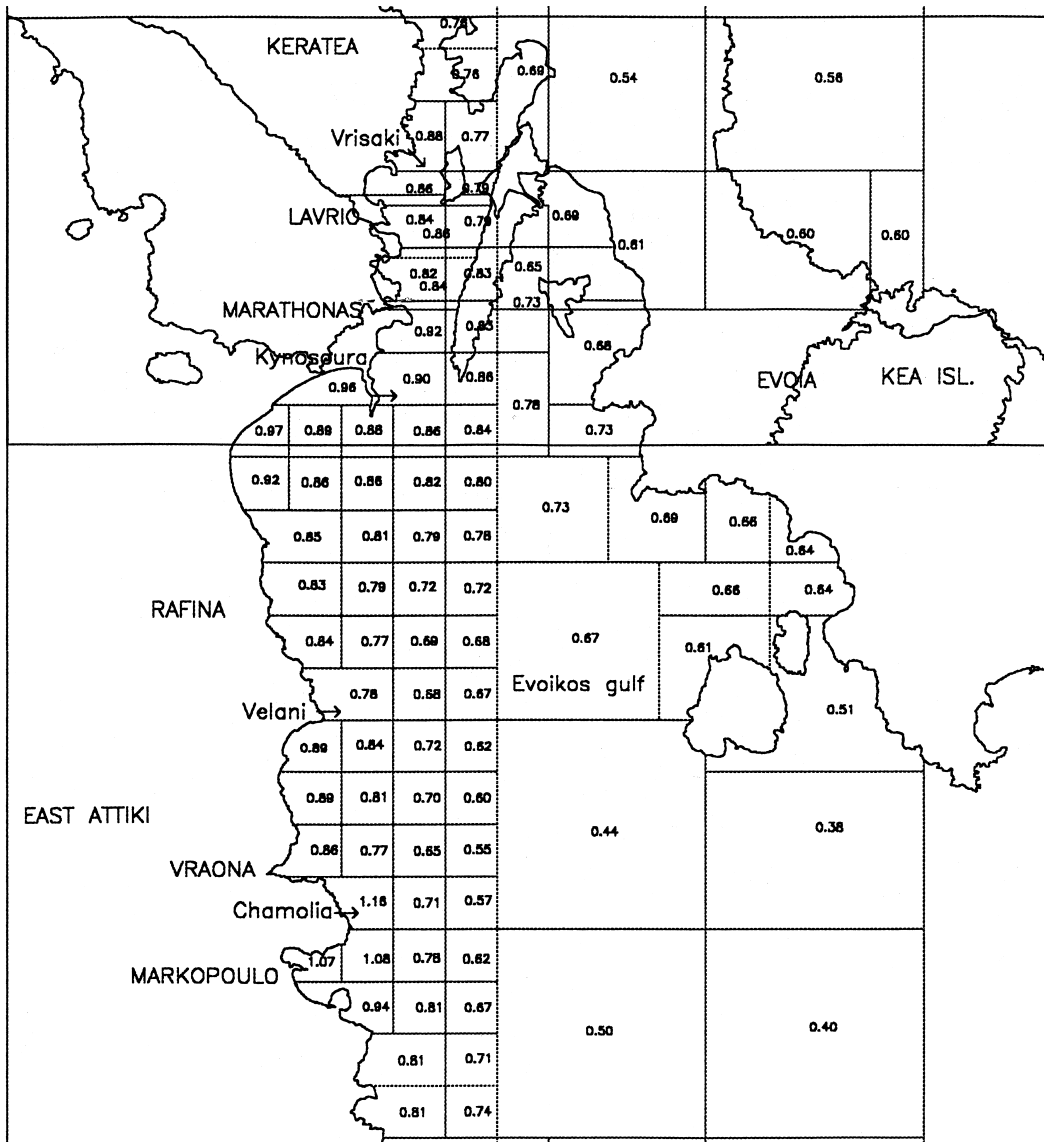 0.76
KERATEA
0.76 0.69 0.54 0.56
Vrisaki 0.88 0.77
0.86 0.79
LAVRIO 0.84 0.79 0.69
0.86 0.60 0.60
0.61
0.82 0.83 0.65
0.84
MARATHONAS 0.73
0.92 0.83
0.68
Kynosoura
0.96 0.90 0.86 EVOIA KEA ISL.
0.78
0.97 0.89 0.88 0.86 0.84 0.73
0.92 0.86 0.86 0.82 0.80 0.73
0.85 0.81 0.79 0.78 0.69 0.66
0.64
0.83 0.79 0.72 0.72 0.66 0.64
RAFINA
0.84 0.77 0.69 0.68 0.67 0.61
Evoikos gulf
0.76 0.68 0.67
Velani 0.51
0.89 0.84 0.72 0.62
0.89 0.81 0.70 0.60
EAST ATTIKI 0.44 0.38
0.86 0.77 0.65 0.55
VRAONA
1.16 0.71 0.57
Chamolia
1.07 1.08 0.78 0.62
MARKOPOULO
0.94 0.81 0.67
0.50 0.40
0.81 0.71
0.81 0.74